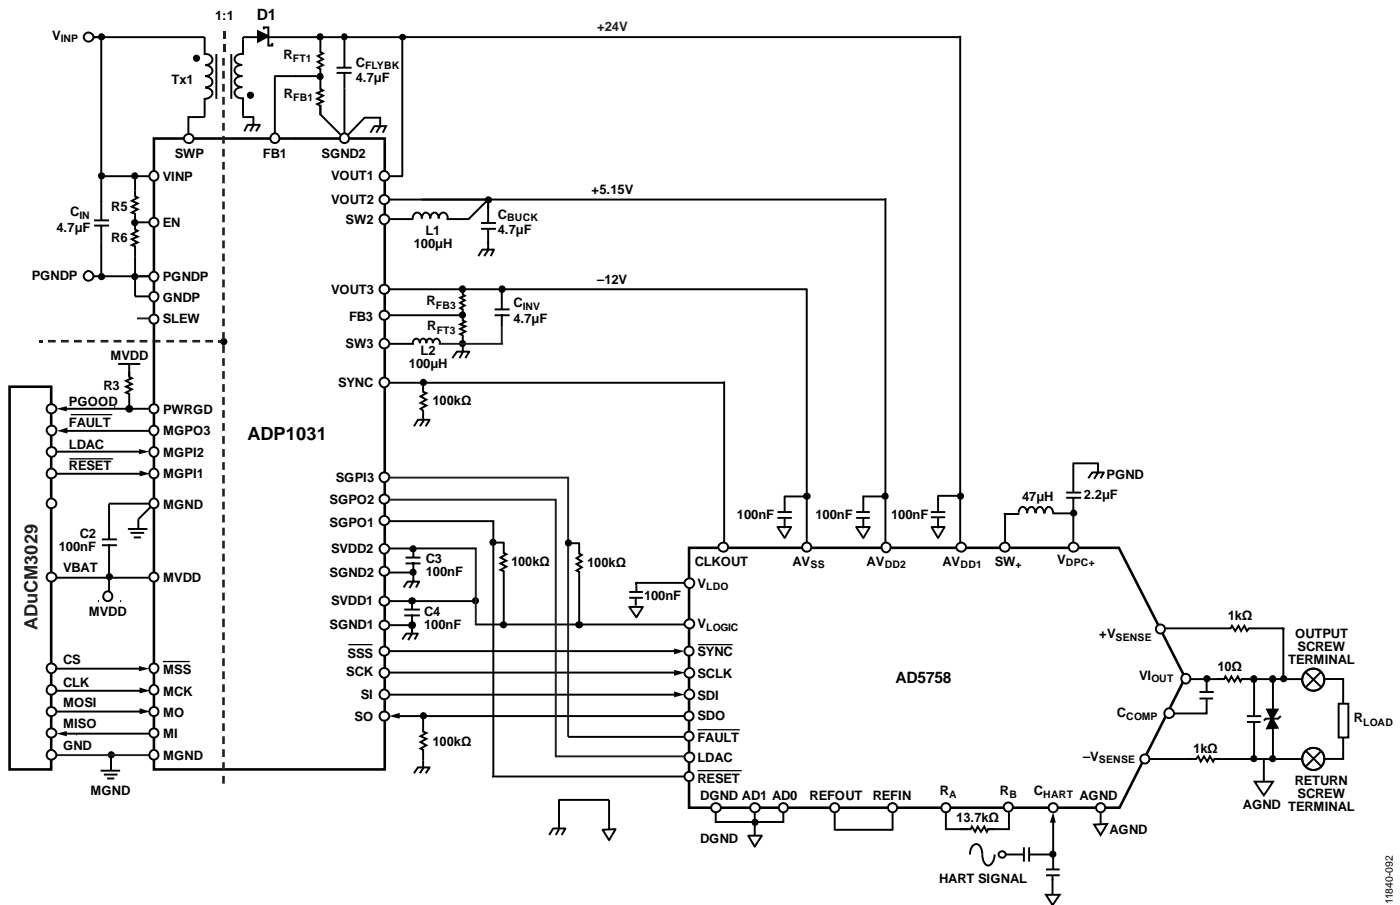 1:1
D1
VINP
+24V
Tx1
RFT1
CFLYBK
4.7µF
RFB1
SWP
FB1
SGND2
VINP
VOUT1
VOUT2
+5.15V
R5
CIN
4.7µF
EN
SW2
L1
100µH
CBUCK
4.7µF
R6
PGNDP
PGNDP
GNDP
SLEW
VOUT3
–12V
RFB3
CINV
4.7µF
FB3
RFT3
SW3
L2
100µH
MVDD
R3
SYNC
100kΩ
PGOOD
PWRGD
FAULT
MGPO3
LDAC
MGPI2
RESET
MGPI1
ADP1031
SGPI3
SGPO2
SGPO1
MGND
C2
100nF
VBAT
MVDD
MVDD
ADuCM3029
SVDD2
C3
100nF
SGND2
SVDD1
C4
100nF
SGND1
100kΩ
100kΩ
SSS
SCK
SI
SO
100kΩ
CS
MSS
CLK
MCK
MOSI
MO
MISO
MI
GND
MGND
MGND
PGND
47µH
2.2µF
100nF
100nF
100nF
CLKOUT
AVSS
AVDD2
AVDD1
SW+
VDPC+
VLDO
100nF
VLOGIC
SYNC
SCLK
SDI
SDO
FAULT
LDAC
RESET
AD5758
+VSENSE
1kΩ
OUTPUT
SCREW
TERMINAL
VIOUT
10Ω
CCOMP
RLOAD
–VSENSE
1kΩ
AGND
RETURN
SCREW
TERMINAL
DGND
AD1
AD0
REFOUT
REFIN
RA
RB
CHART
AGND
DGND
13.7kΩ
AGND
HART SIGNAL
11840-092